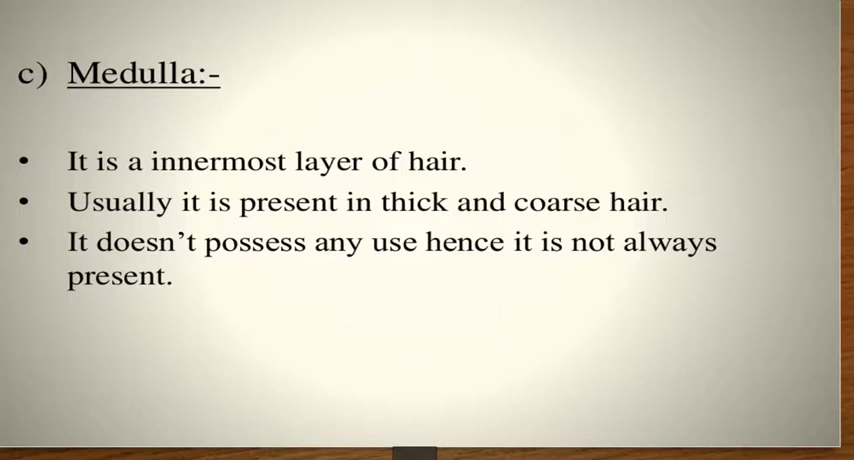 c) Medulla:-
• It is a innermost layer of hair.
• Usually it is present in thick and coarse hair.
• It doesn’t possess any use hence it is not always
present.